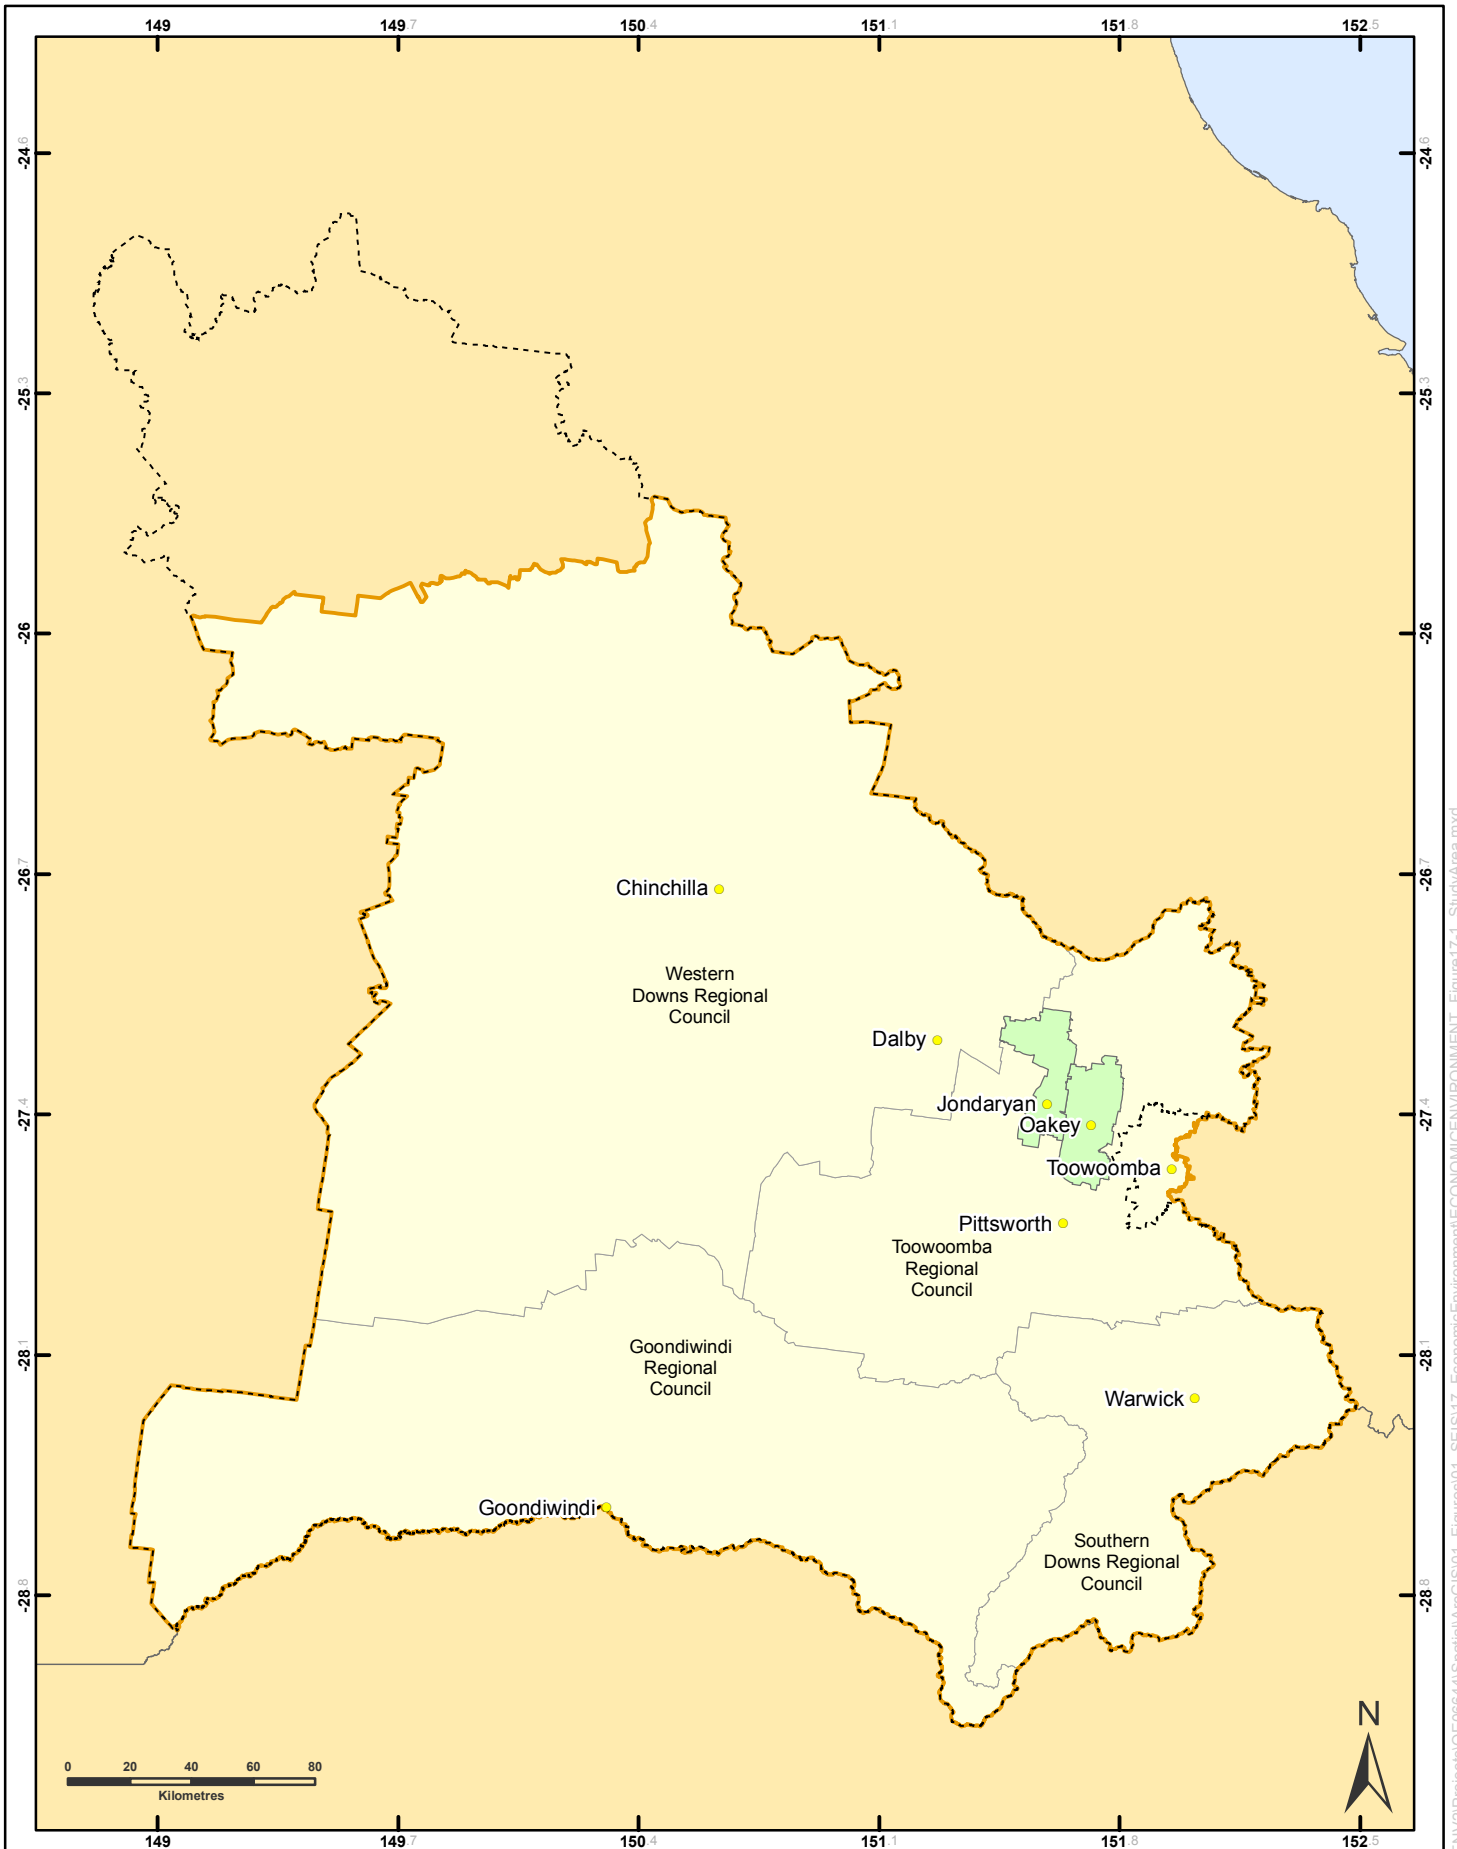 149 149.7 150.4 151.1 151.8 152.5
-24.6 -24.6
-25.3 -25.3
-26 -26
-26.7 -26.7
Chinchilla
Western
Downs Regional
Council
Dalby
Jondaryan
-27.4 -27.4
Oakey
Toowoomba
Pittsworth
Toowoomba
Regional
Council
Goondiwindi
Regional
Council
-28.1 -28.1
Warwick
Goondiwindi
Southern
Downs Regional
Council
-28.8 -28.8
N
0 20 40 60 80
Kilometres
149 149.7 150.4 151.1 151.8 152.5